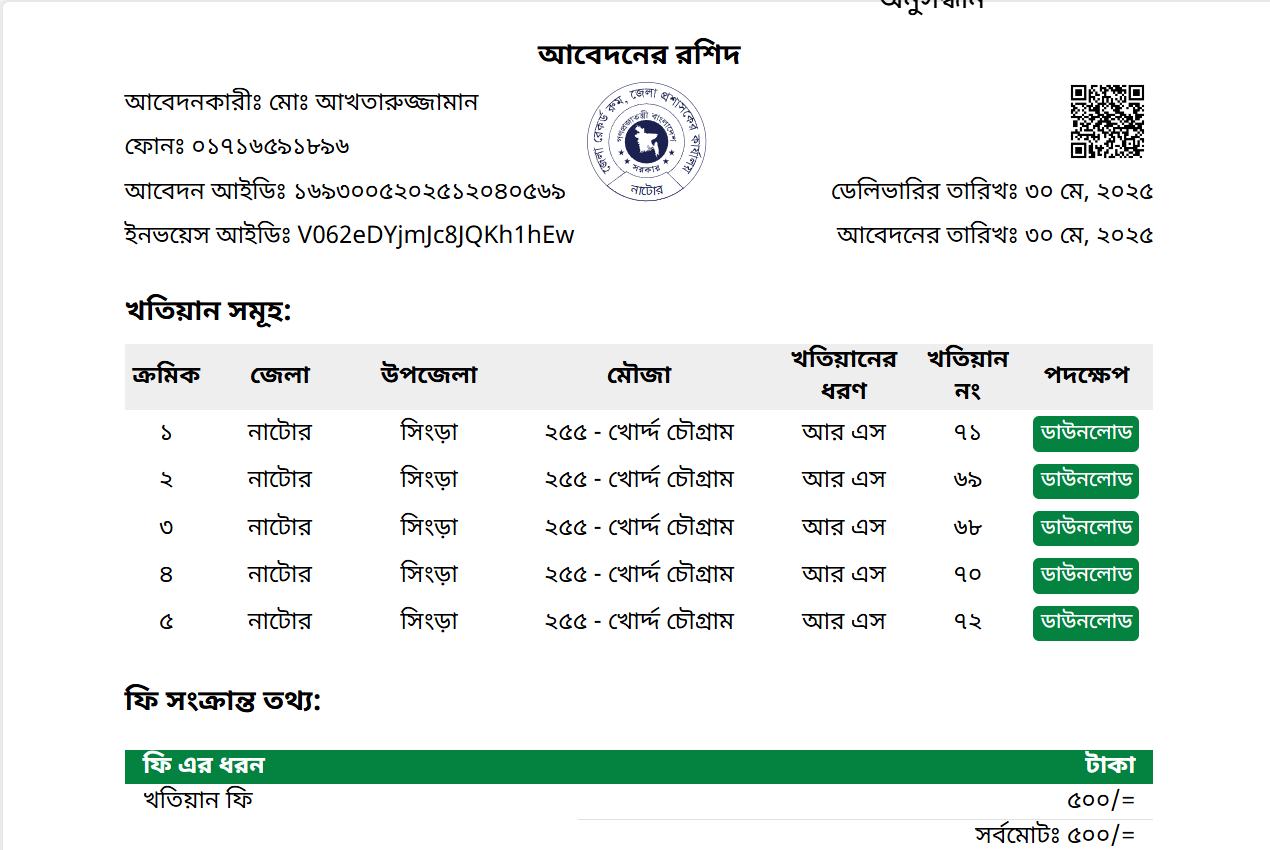 অনুসন্ধান
আবেদনের রশিদ
আবেদনকারীঃ মোঃ আখতারুজ্জামান
ফোনঃ ০১৭১৬৫৯১৮৯৬
জেলা রেকর্ড রুম, জেলা প্রশাসকের কার্যালয়
গণপ্রজাতন্ত্রী বাংলাদেশ
সরকার
নাটোর
আবেদন আইডিঃ ১৬৯৩০০৫২০২৫১২০৪০৫৬৯ ডেলিভারির তারিখঃ ৩০ মে, ২০২৫
ইনভয়েস আইডিঃ V062eDYjmJc8JQKh1hEw আবেদনের তারিখঃ ৩০ মে, ২০২৫
খতিয়ান সমূহ:
ক্রমিক জেলা উপজেলা মৌজা খতিয়ানের ধরণ খতিয়ান নং পদক্ষেপ
১ নাটোর সিংড়া ২৫৫ - খোর্দ্দ চৌগ্রাম আর এস ৭১ ডাউনলোড
২ নাটোর সিংড়া ২৫৫ - খোর্দ্দ চৌগ্রাম আর এস ৬৯ ডাউনলোড
৩ নাটোর সিংড়া ২৫৫ - খোর্দ্দ চৌগ্রাম আর এস ৬৮ ডাউনলোড
৪ নাটোর সিংড়া ২৫৫ - খোর্দ্দ চৌগ্রাম আর এস ৭০ ডাউনলোড
৫ নাটোর সিংড়া ২৫৫ - খোর্দ্দ চৌগ্রাম আর এস ৭২ ডাউনলোড
ফি সংক্রান্ত তথ্য:
ফি এর ধরন টাকা
খতিয়ান ফি ৫০০/=
সর্বমোটঃ ৫০০/=